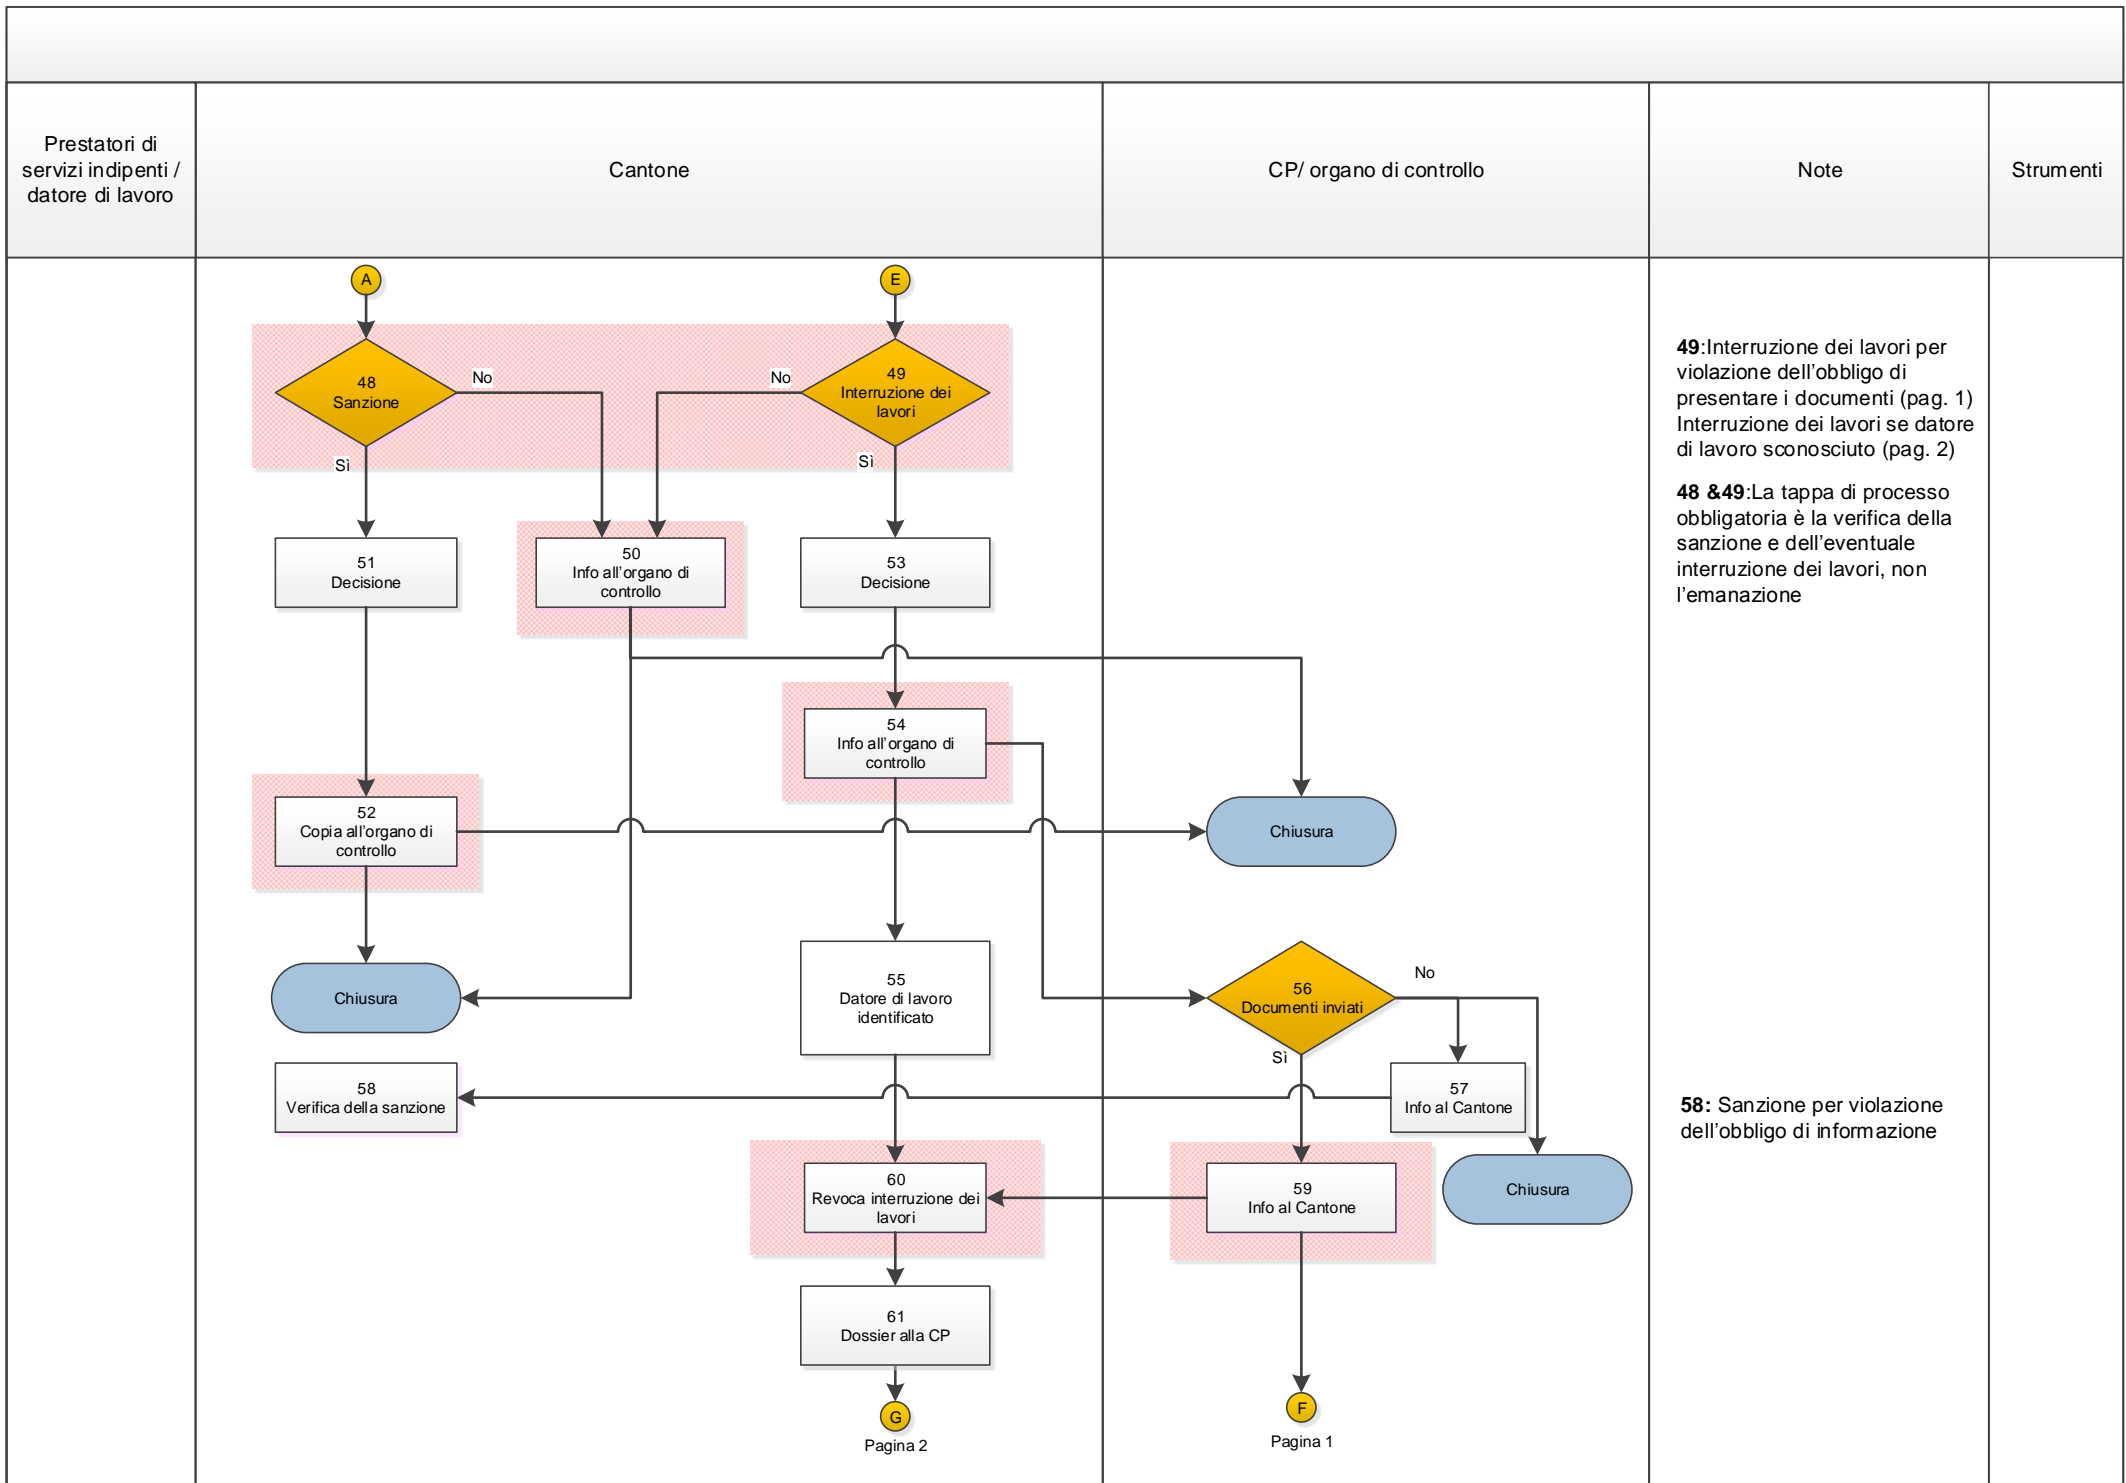 Prestatori di
servizi indipenti /
datore di lavoro
Cantone
CP/ organo di controllo
Note
Strumenti
A
E
48
Sanzione
No
Sì
49
Interruzione dei
lavori
No
Sì
51
Decisione
50
Info all'organo di
controllo
53
Decisione
54
Info all'organo di
controllo
52
Copia all'organo di
controllo
Chiusura
Chiusura
55
Datore di lavoro
identificato
56
Documenti inviati
No
Sì
57
Info al Cantone
58
Verifica della sanzione
60
Revoca interruzione dei
lavori
59
Info al Cantone
Chiusura
61
Dossier alla CP
G
Pagina 2
F
Pagina 1
49:Interruzione dei lavori per
violazione dell'obbligo di
presentare i documenti (pag. 1)
Interruzione dei lavori se datore
di lavoro sconosciuto (pag. 2)
48 &49:La tappa di processo
obbligatoria è la verifica della
sanzione e dell'eventuale
interruzione dei lavori, non
l'emanazione
58: Sanzione per violazione
dell'obbligo di informazione